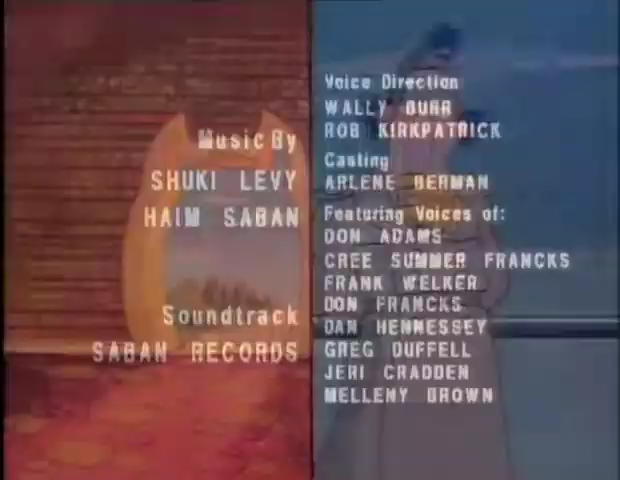 Music By
SHUKI LEVY
HAIM SABAN
Soundtrack
SABAN RECORDS
Voice Direction
WALLY BURR
ROB KIRKPATRICK
Casting
ARLENE BERMAN
Featuring Voices of:
DON ADAMS
CREE SUMMER FRANCKS
FRANK WELKER
DON FRANCKS
DAN HENNESSEY
GREG DUFFELL
JERI CRADDEN
MELLENY BROWN